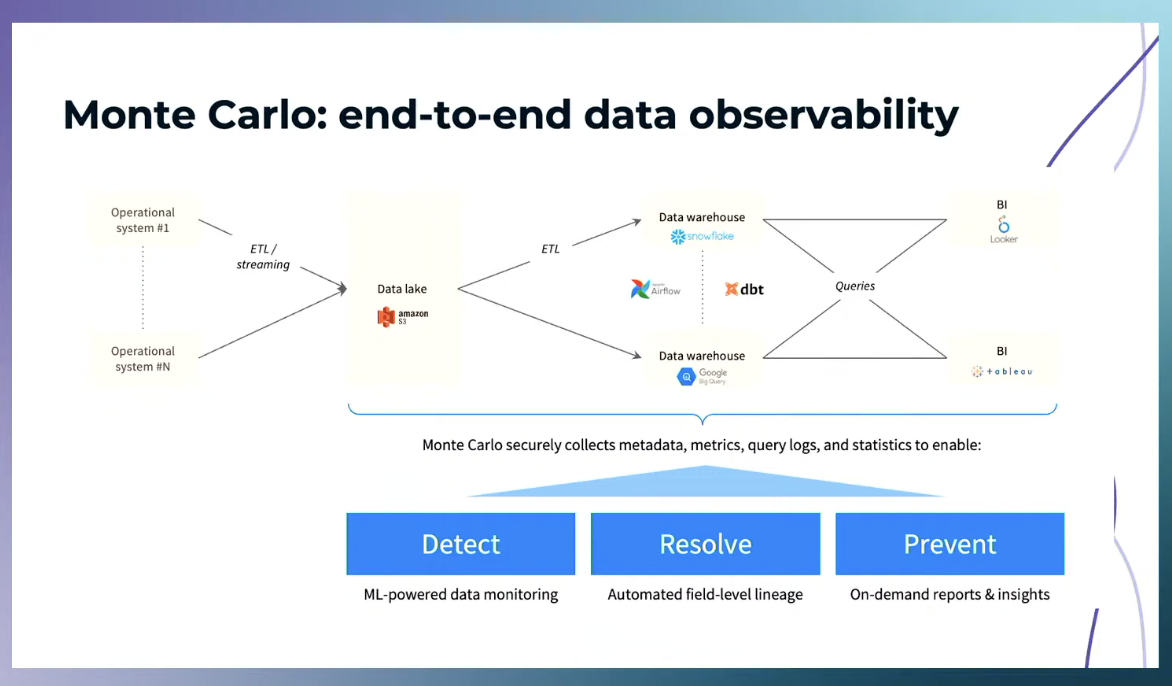 Monte Carlo: end-to-end data observability
Operational
system #1
ETL /
streaming
Operational
system #N
Data lake
amazon
S3
ETL
Data warehouse
snowflake
Airflow
dbt
Data warehouse
Google
Big Query
Queries
BI
Looker
BI
+ableau
Monte Carlo securely collects metadata, metrics, query logs, and statistics to enable:
Detect
ML-powered data monitoring
Resolve
Automated field-level lineage
Prevent
On-demand reports & insights